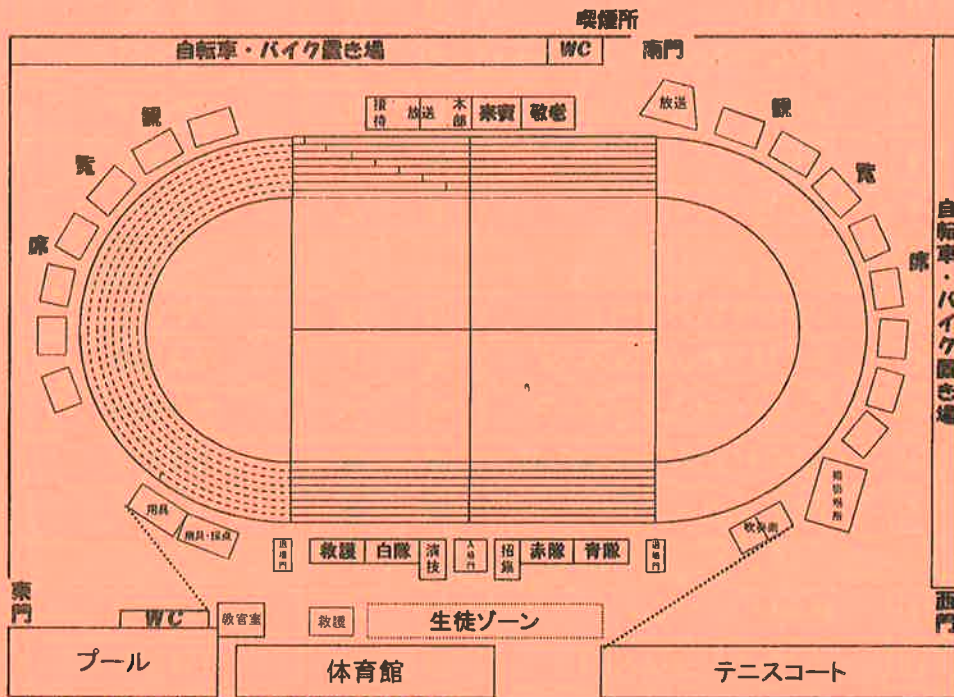 喫煙所
自転車・バイク置き場
WC
南門
接待
放送
本部
来賓
敬老
放送
観覧席
観覧席
自転車・バイク置き場
用具
用具・採点
退場門
救護
白隊
演技
入場門
招集
赤隊
青隊
退場門
吹奏楽
東門
西門
WC
教官室
救護
生徒ゾーン
プール
体育館
テニスコート